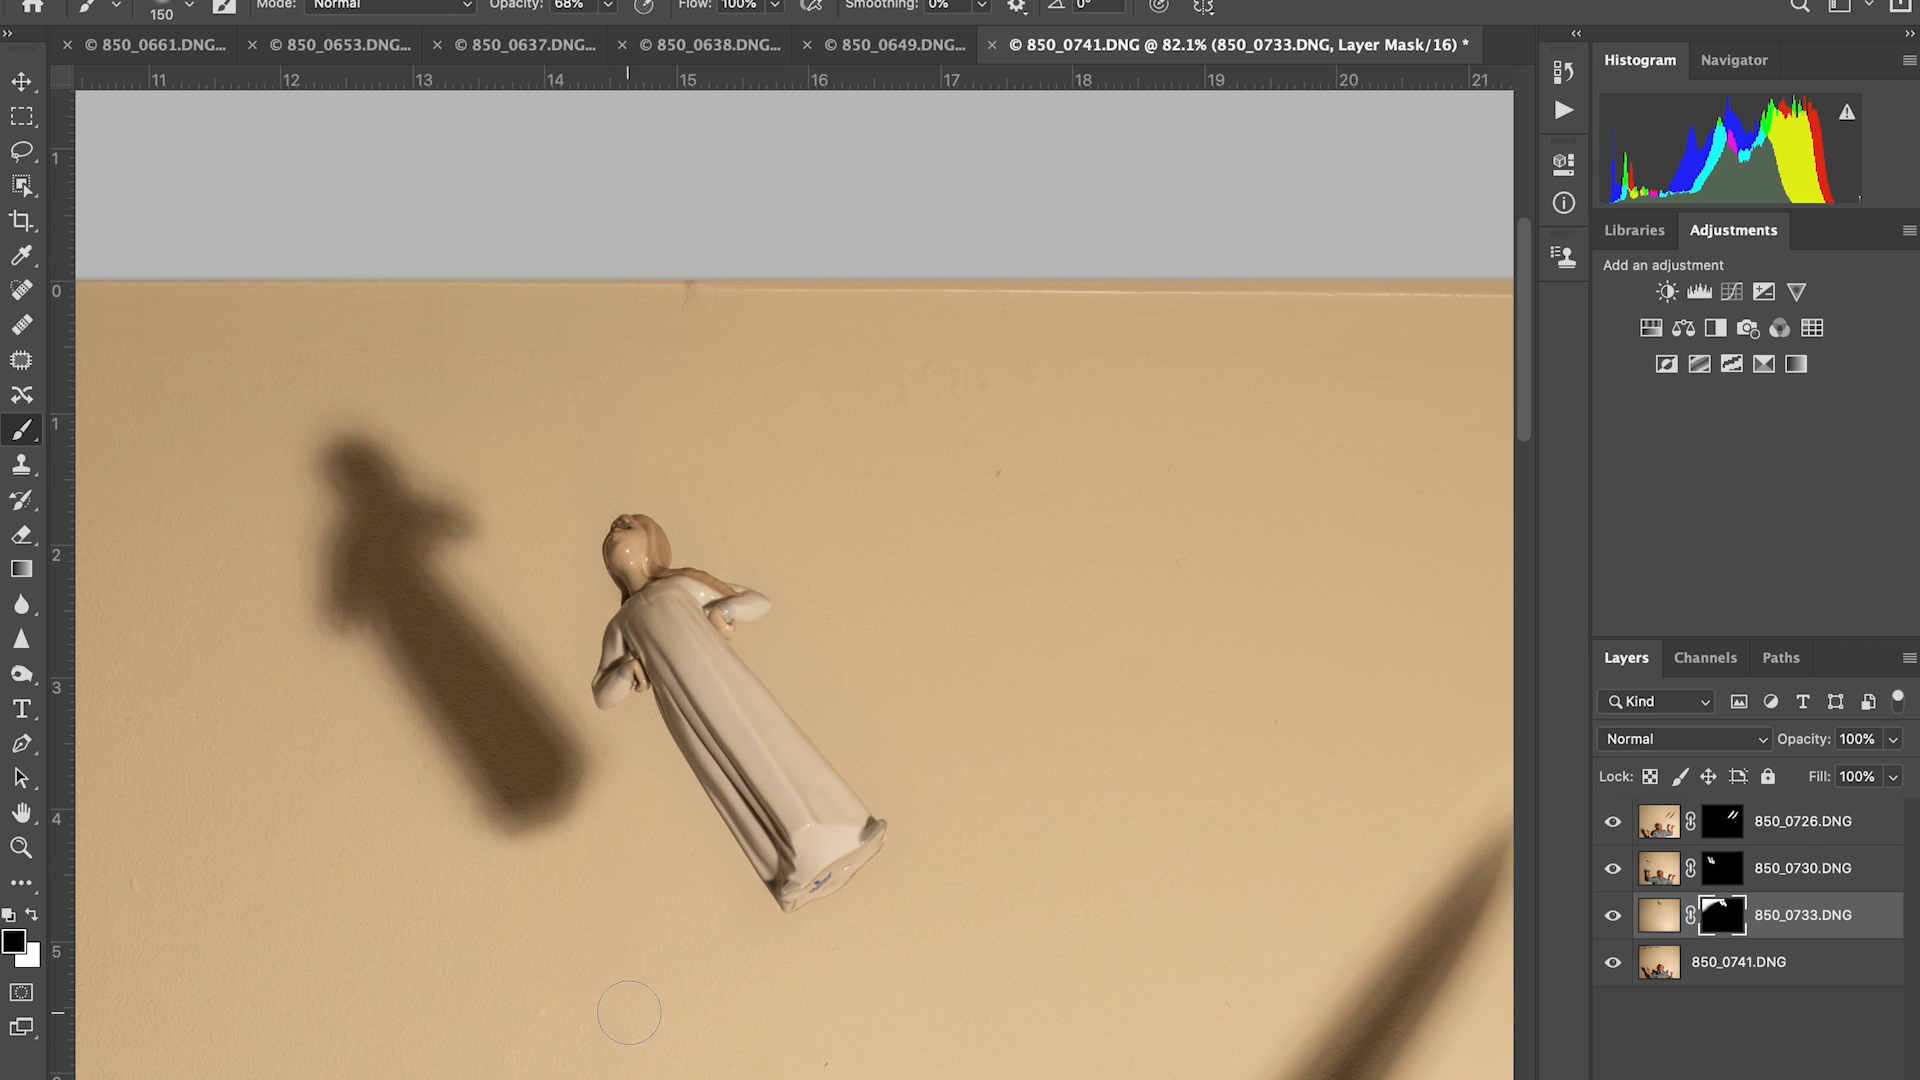 150
Mode: Normal Opacity: 68% Flow: 100% Smoothing: 0% 0°
© 850_0661.DNG...
© 850_0653.DNG...
© 850_0637.DNG...
© 850_0638.DNG...
© 850_0649.DNG...
© 850_0741.DNG @ 82.1% (850_0733.DNG, Layer Mask/16) *
11 12 13 14 15 16 17 18 19 20 21
1
0
1
2
3
4
5
Histogram
Navigator
Libraries
Adjustments
Add an adjustment
Layers
Channels
Paths
Kind
Normal
Opacity: 100%
Lock:
Fill: 100%
850_0726.DNG
850_0730.DNG
850_0733.DNG
850_0741.DNG